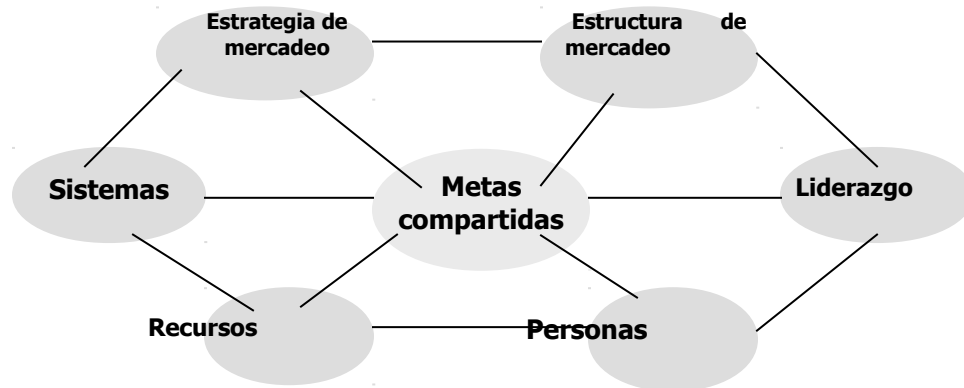 Estrategia de
mercadeo
Estructura de
mercadeo
Sistemas
Metas
compartidas
Liderazgo
Recursos
Personas